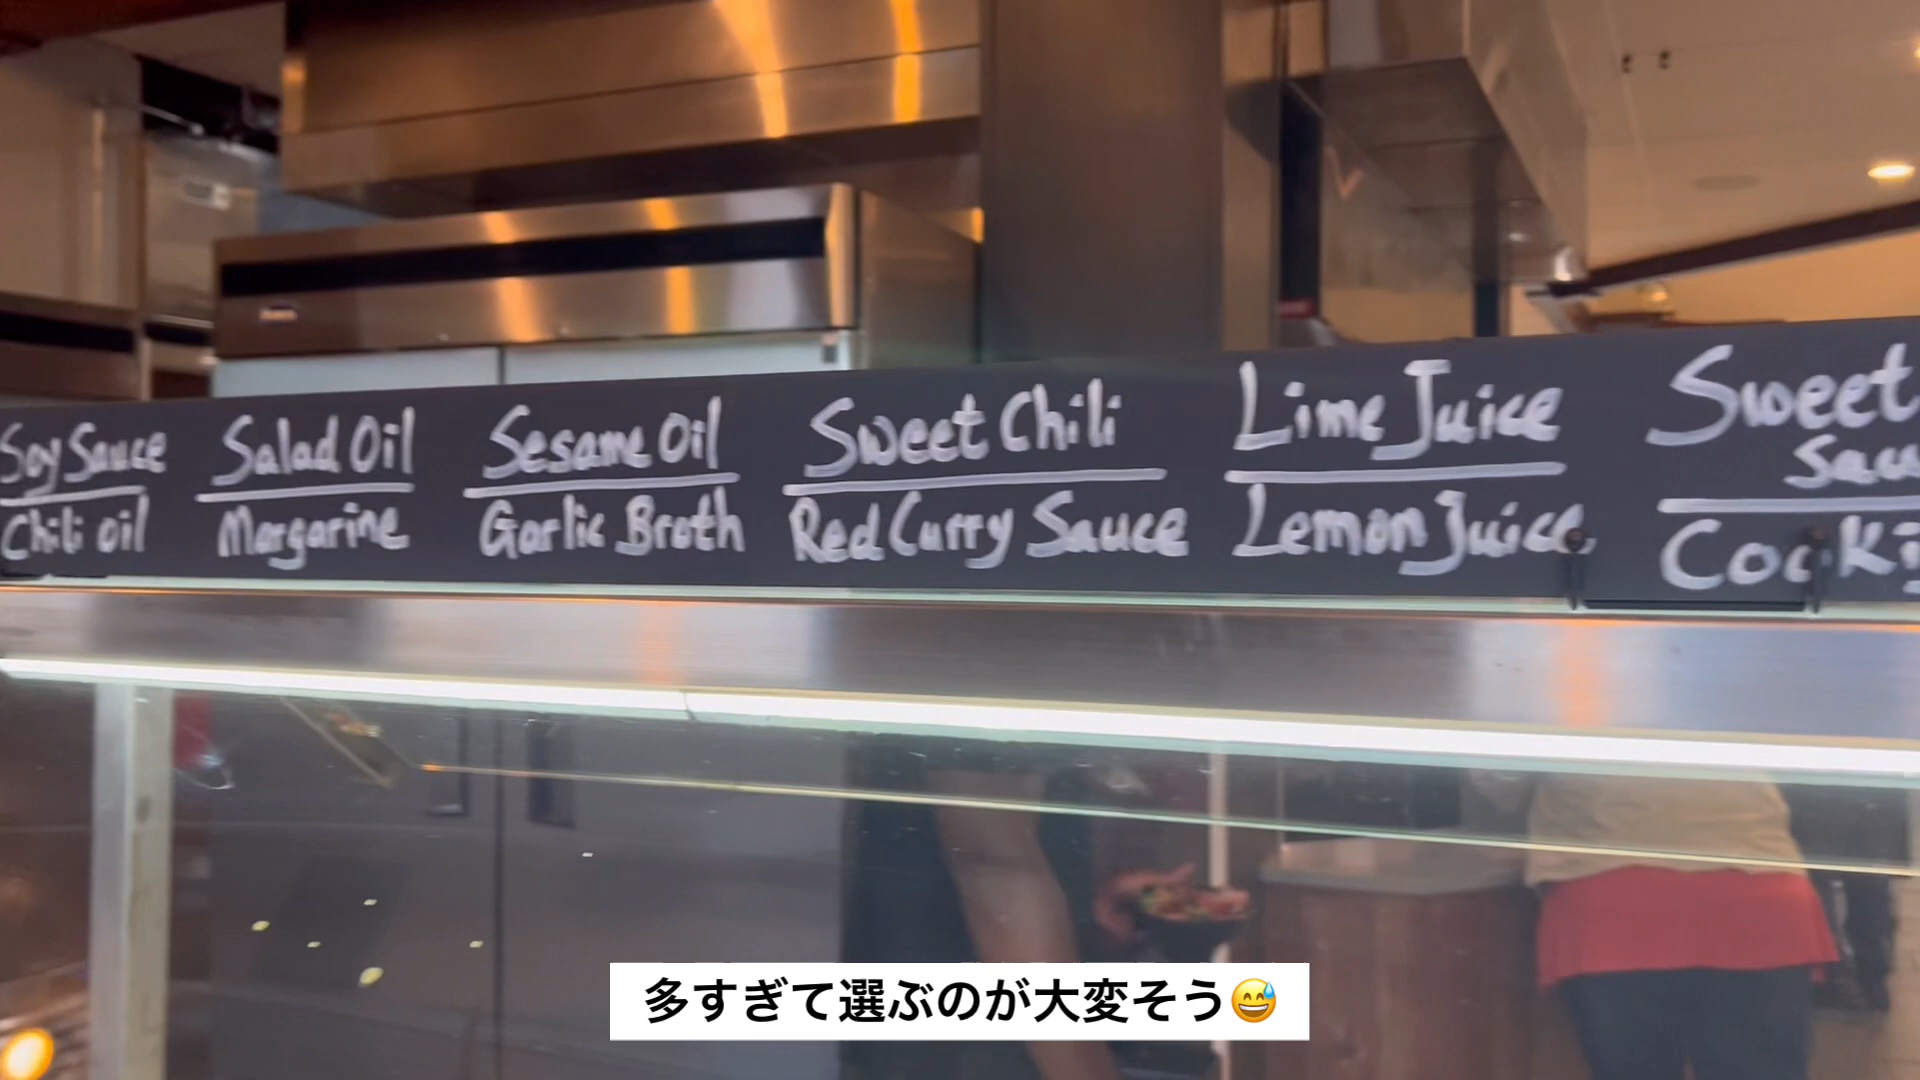 Soy Sauce
Chili Oil
Salad Oil
Margarine
Sesame Oil
Garlic Broth
Sweet Chili
Red Curry Sauce
Lime Juice
Lemon Juice
Sweet
多すぎて選ぶのが大変そう😅